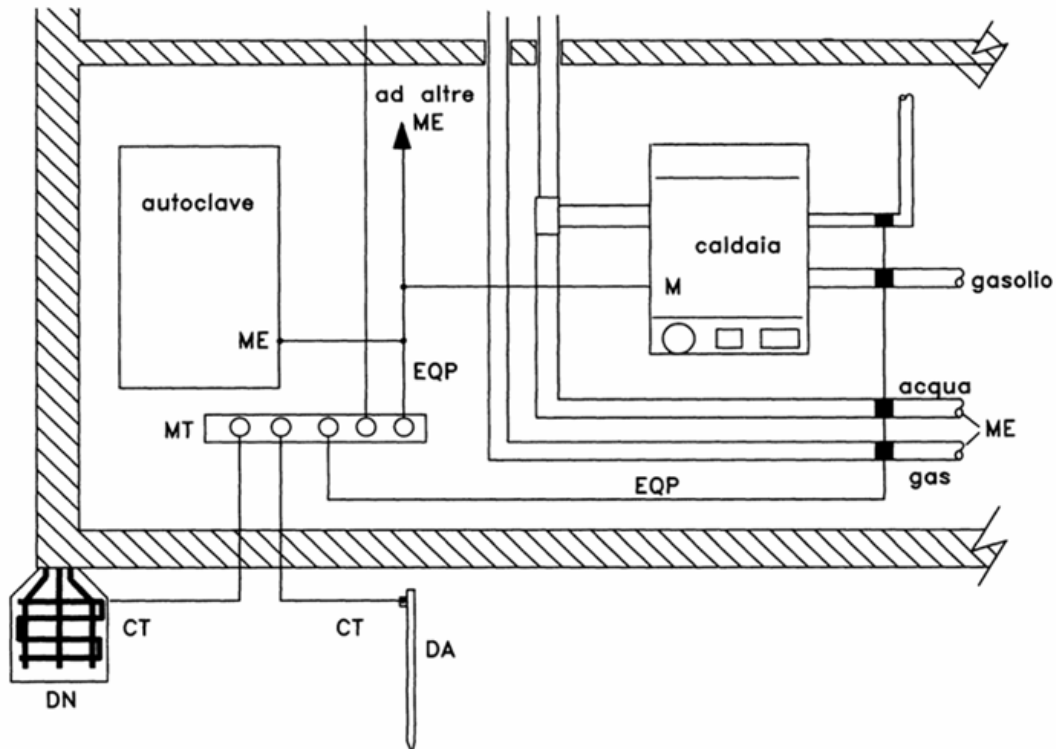 ad altre
ME
autoclave
caldaia
M
gasolio
ME
EQP
acqua
MT
ME
gas
EQP
CT
CT
DA
DN